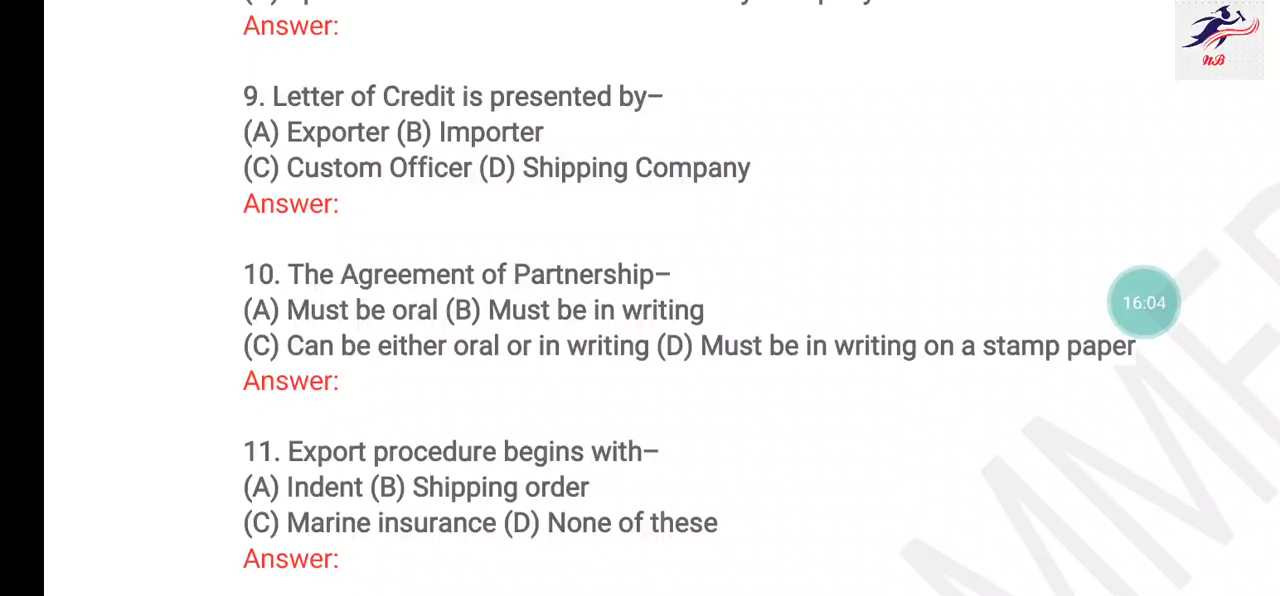 Answer:
9. Letter of Credit is presented by–
(A) Exporter (B) Importer
(C) Custom Officer (D) Shipping Company
Answer:
10. The Agreement of Partnership–
(A) Must be oral (B) Must be in writing
(C) Can be either oral or in writing (D) Must be in writing on a stamp paper
Answer:
11. Export procedure begins with–
(A) Indent (B) Shipping order
(C) Marine insurance (D) None of these
Answer:
NB
16:04